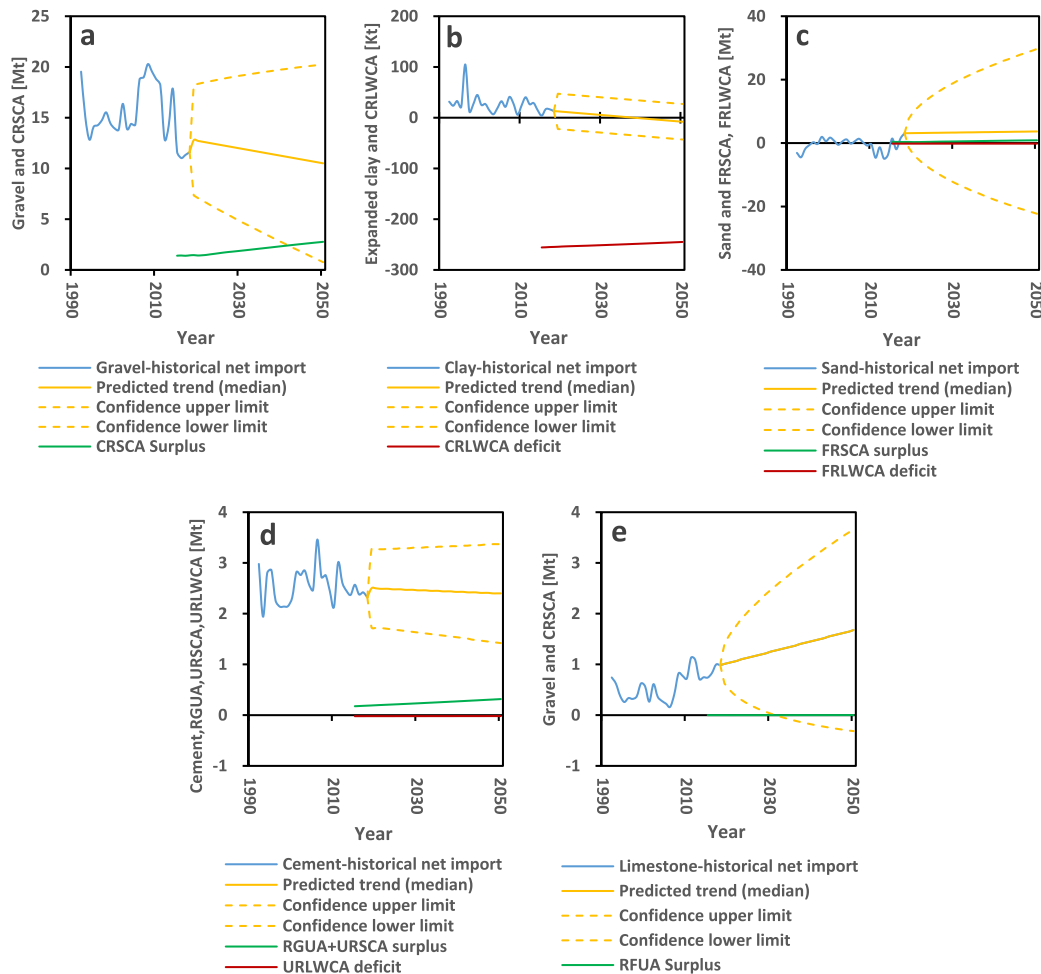 a
Gravel and CRSCA [Mt]
25
20
15
10
5
0
1990
2010
2030
2050
Year
Gravel-historical net import
Predicted trend (median)
Confidence upper limit
Confidence lower limit
CRSCA Surplus
b
Expanded clay and CRLWCA [Kt]
200
100
0
-100
-200
-300
1990
2010
2030
2050
Year
Clay-historical net import
Predicted trend (median)
Confidence upper limit
Confidence lower limit
CRLWCA deficit
c
Sand and FRSCA, FRLWCA [Mt]
40
20
0
-20
-40
1990
2010
2030
2050
Year
Sand-historical net import
Predicted trend (median)
Confidence upper limit
Confidence lower limit
FRSCA surplus
FRLWCA deficit
d
Cement,RGUA,URSCA,URLWCA [Mt]
4
3
2
1
0
-1
1990
2010
2030
2050
Year
Cement-historical net import
Predicted trend (median)
Confidence upper limit
Confidence lower limit
RGUA+URSCA surplus
URLWCA deficit
e
Gravel and CRSCA [Mt]
4
3
2
1
0
-1
1990
2010
2030
2050
Year
Limestone-historical net import
Predicted trend (median)
Confidence upper limit
Confidence lower limit
RFUA Surplus